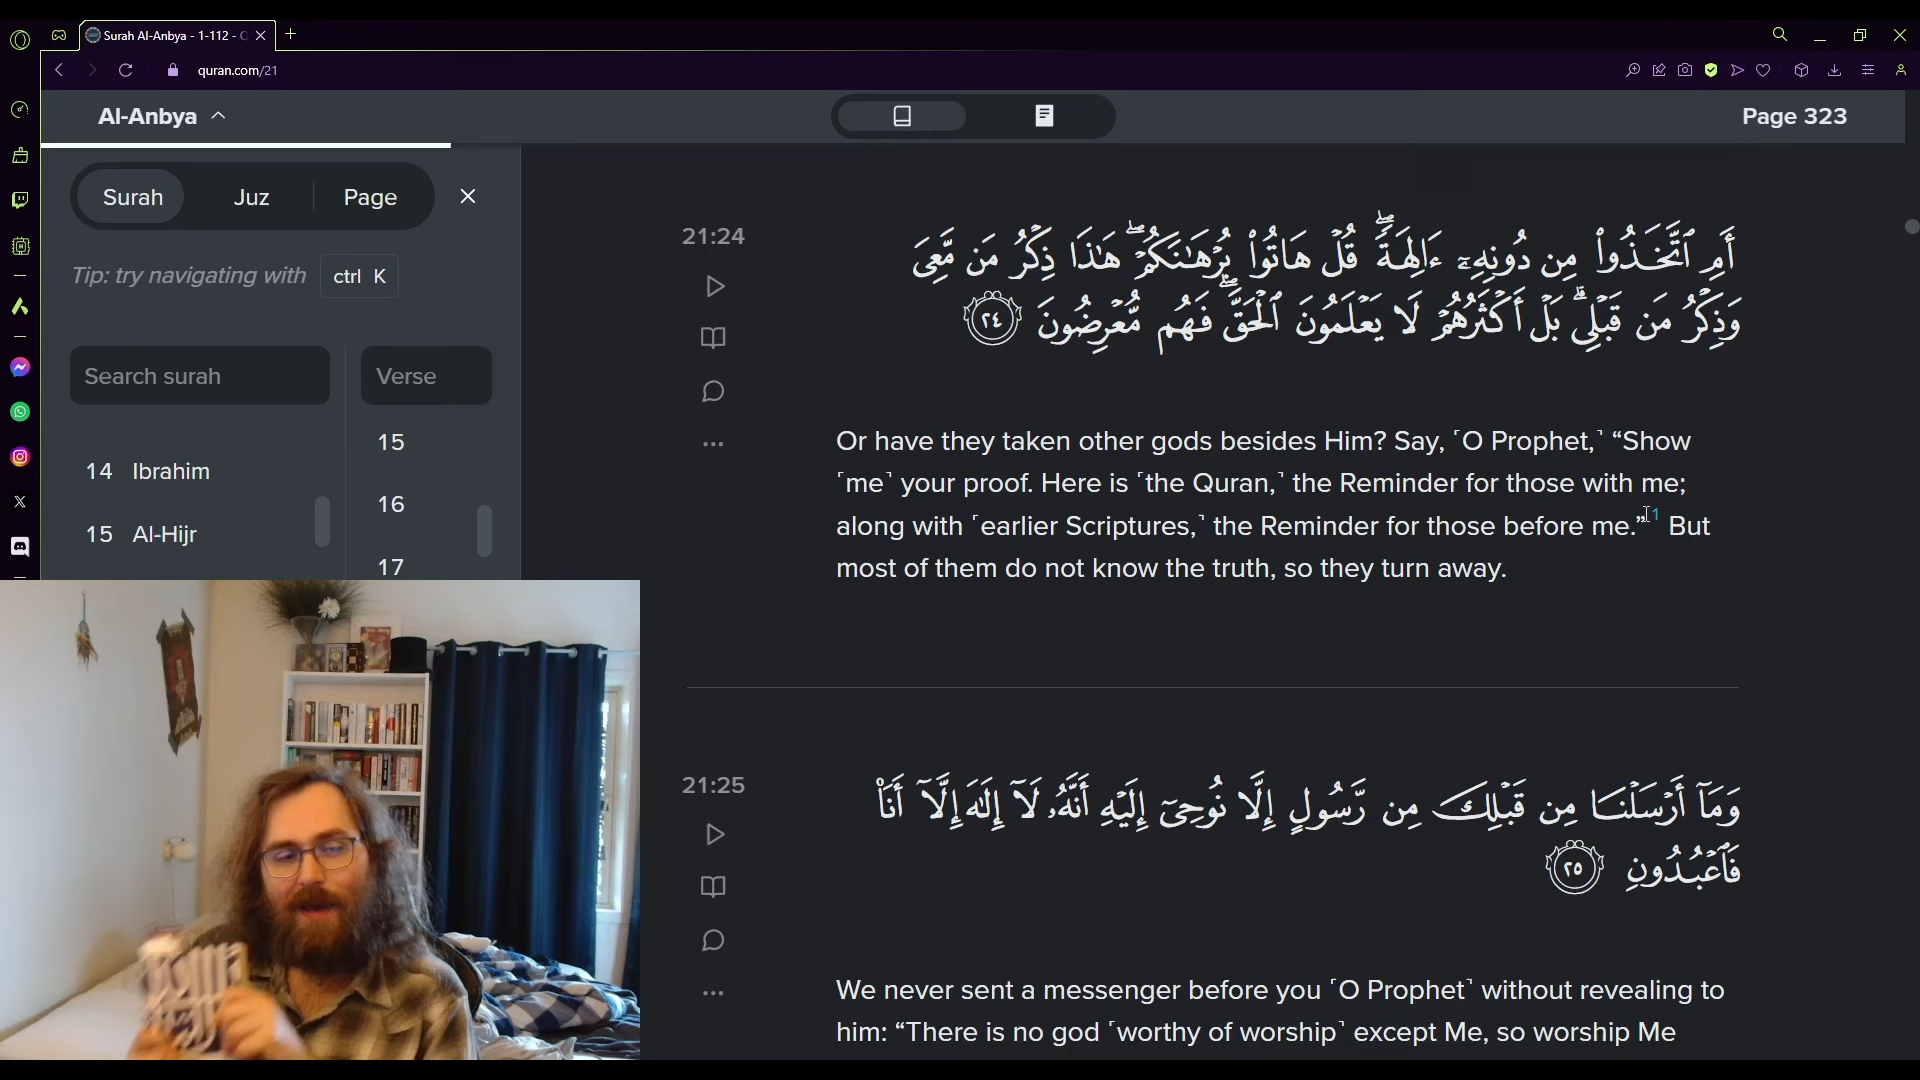 Surah Al-Anbya - 1-112 -
quran.com/21
Al-Anbya
Page 323
Surah
Juz
Page
Tip: try navigating with ctrl K
Search surah
Verse
14 Ibrahim
15 Al-Hijr
15
16
17
21:24
أَمِ ٱتَّخَذُوا۟ مِن دُونِهِۦٓ ءَالِهَةًۖ قُلْ هَاتُوا۟ بُرْهَـٰنَكُمْۖ هَـٰذَا ذِكْرُ مَن مَّعِىَ
وَذِكْرُ مَن قَبْلِىۗ بَلْ أَكْثَرُهُمْ لَا يَعْلَمُونَ ٱلْحَقَّۖ فَهُم مُّعْرِضُونَ ٢٤
Or have they taken other gods besides Him? Say, ˹O Prophet,˺ “Show
˹me˺ your proof. Here is ˹the Quran,˺ the Reminder for those with me;
along with ˹earlier Scriptures,˺ the Reminder for those before me.”1 But
most of them do not know the truth, so they turn away.
21:25
وَمَآ أَرْسَلْنَا مِن قَبْلِكَ مِن رَّسُولٍ إِلَّا نُوحِىٓ إِلَيْهِ أَنَّهُۥ لَآ إِلَـٰهَ إِلَّآ أَنَا۠
فَٱعْبُدُونِ ٢٥
We never sent a messenger before you ˹O Prophet˺ without revealing to
him: “There is no god ˹worthy of worship˺ except Me, so worship Me